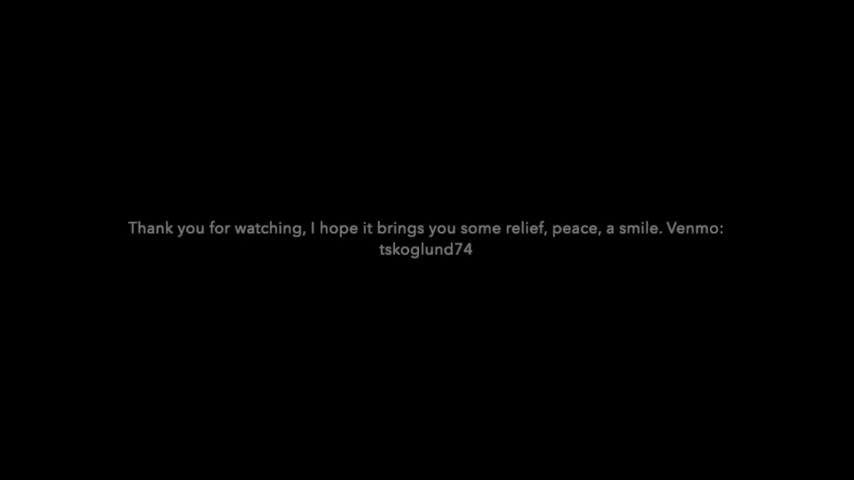 Thank you for watching, I hope it brings you some relief, peace, a smile. Venmo:
tskoglund74